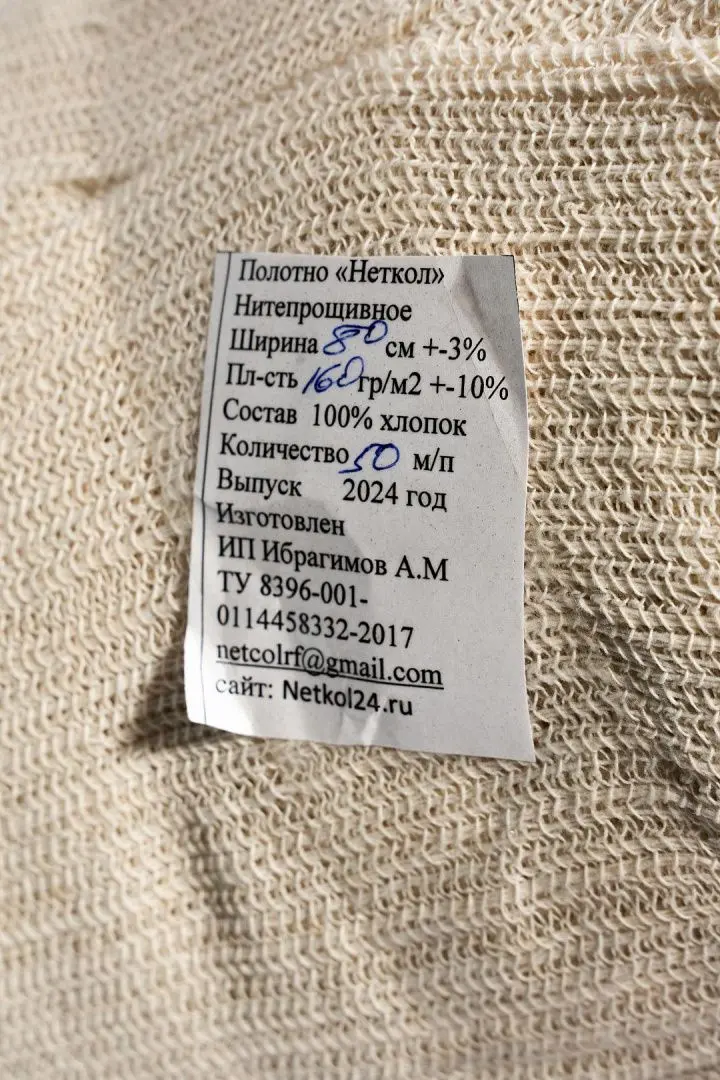 Полотно «Неткол»
Нитепрощивное
Ширина 80 см +-3%
Пл-сть 160 гр/м2 +-10%
Состав 100% хлопок
Количество 50 м/п
Выпуск 2024 год
Изготовлен
ИП Ибрагимов А.М
ТУ 8396-001-
0114458332-2017
netcolrf@gmail.com
сайт: Netkol24.ru